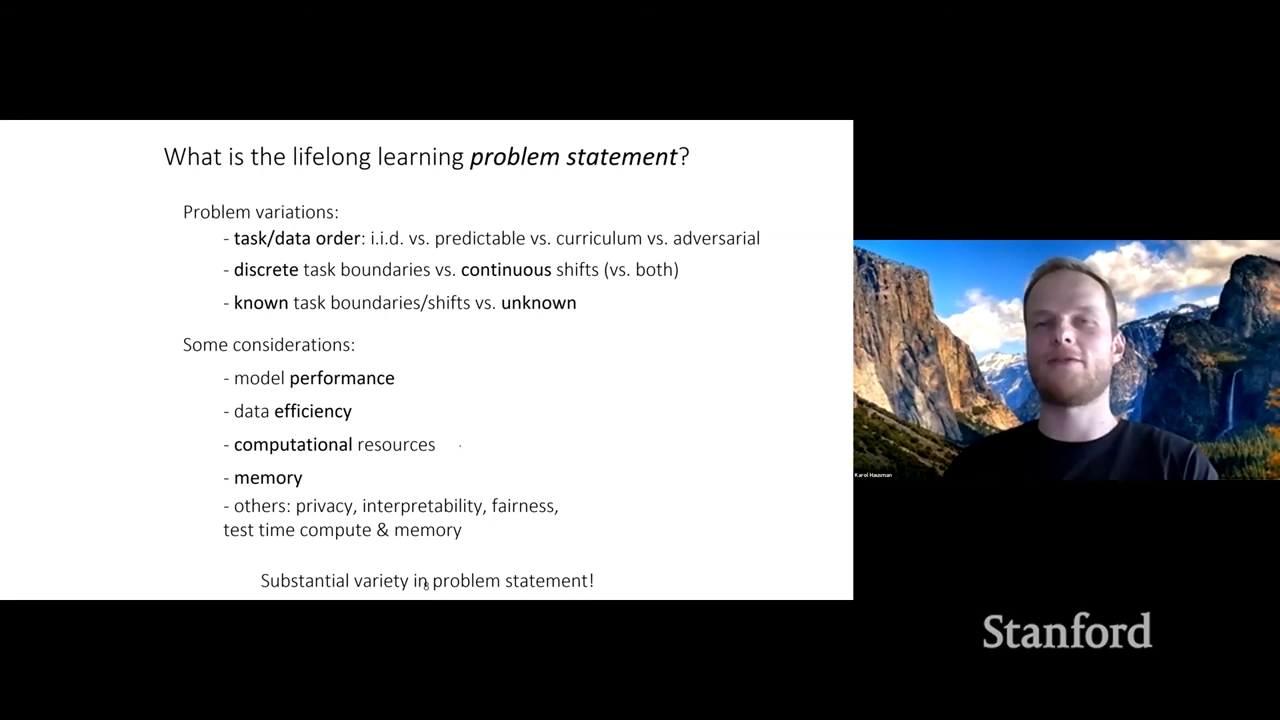 What is the lifelong learning problem statement?
Problem variations:
- task/data order: i.i.d. vs. predictable vs. curriculum vs. adversarial
- discrete task boundaries vs. continuous shifts (vs. both)
- known task boundaries/shifts vs. unknown
Some considerations:
- model performance
- data efficiency
- computational resources
- memory
- others: privacy, interpretability, fairness,
test time compute & memory
Substantial variety in problem statement!
8
Karol Hausman
Stanford